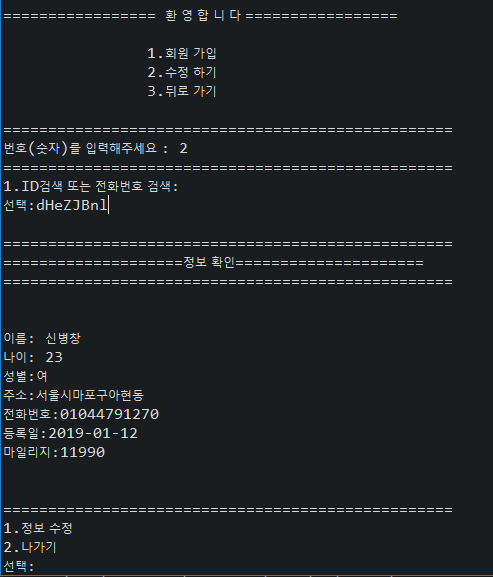 ================= 환 영 합 니 다 =================
1.회원 가입
2.수정 하기
3.뒤로 가기
==================================================
번호(숫자)를 입력해주세요 : 2
==================================================
1.ID검색 또는 전화번호 검색:
선택:dHeZJBnl
==================================================
====================정보 확인=====================
==================================================
이름: 신병창
나이: 23
성별:여
주소:서울시마포구아현동
전화번호:01044791270
등록일:2019-01-12
마일리지:11990
==================================================
1.정보 수정
2.나가기
선택: